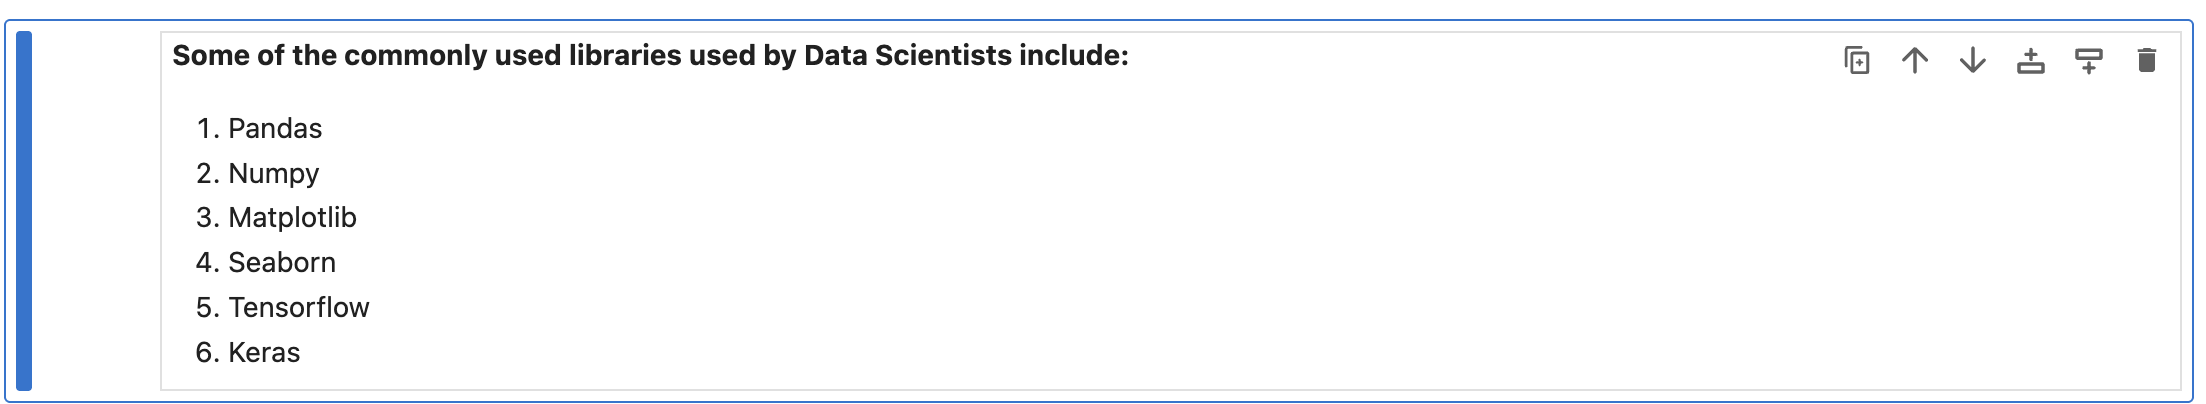 Some of the commonly used libraries used by Data Scientists include:
1. Pandas
2. Numpy
3. Matplotlib
4. Seaborn
5. Tensorflow
6. Keras